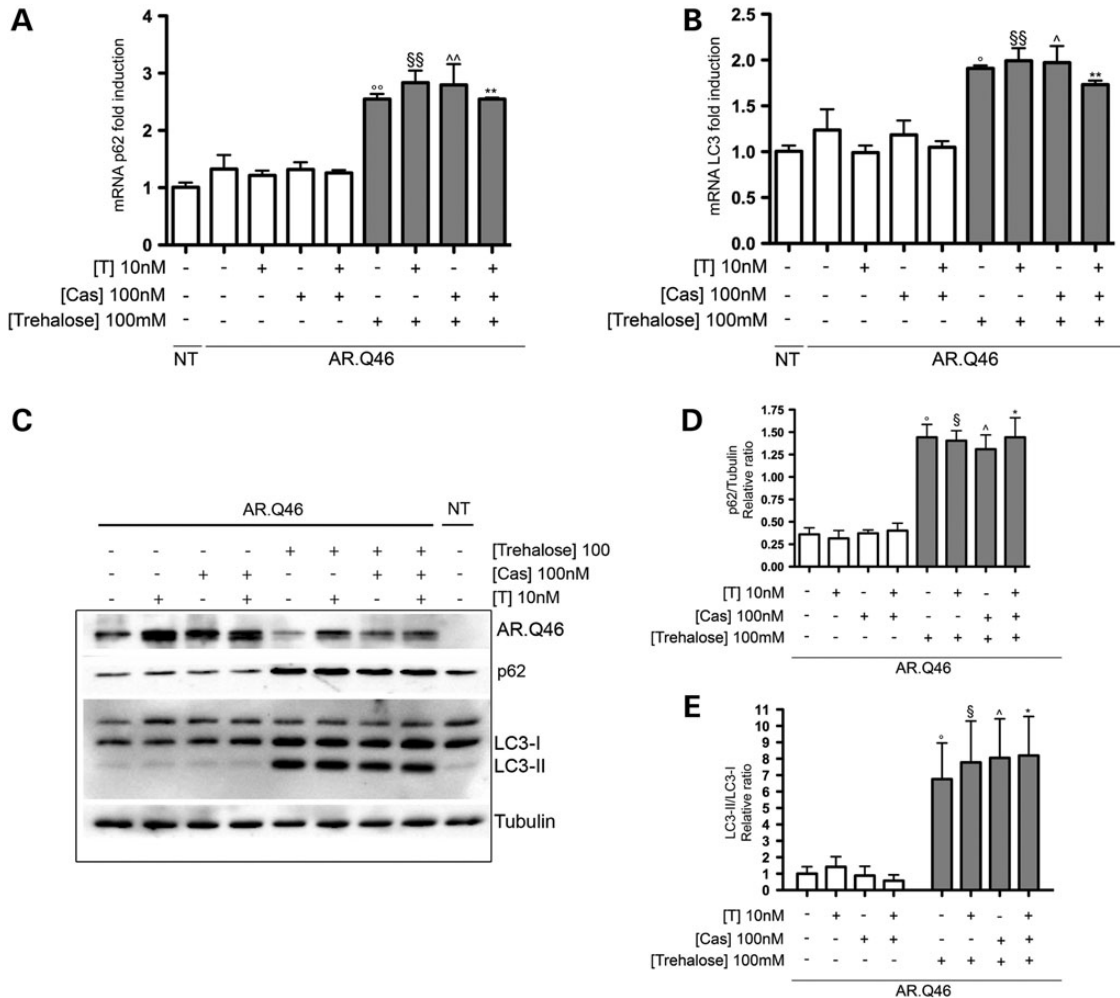 A
mRNA p62 fold induction
4
3
2
1
0
°° §§ ^^ **
[T] 10nM - - + - + - + - +
[Cas] 100nM - - - + + - - + +
[Trehalose] 100mM - - - - - + + + +
NT AR.Q46
B
mRNA LC3 fold induction
2.5
2.0
1.5
1.0
0.5
0.0
° §§ ^ **
[T] 10nM - - + - + - + - +
[Cas] 100nM - - - + + - - + +
[Trehalose] 100mM - - - - - + + + +
NT AR.Q46
C
AR.Q46 NT
- - - - + + + + - [Trehalose] 100
- - + + - - + + - [Cas] 100nM
- + - + - + - + - [T] 10nM
AR.Q46
p62
LC3-I
LC3-II
Tubulin
D
p62/Tubulin
Relative ratio
1.75
1.50
1.25
1.00
0.75
0.50
0.25
0.00
° § ^ *
[T] 10nM - + - + - + - +
[Cas] 100nM - - + + - - + +
[Trehalose] 100mM - - - - + + + +
AR.Q46
E
LC3-II/LC3-I
Relative ratio
11
10
9
8
7
6
5
4
3
2
1
0
° § ^ *
[T] 10nM - + - + - + - +
[Cas] 100nM - - + + - - + +
[Trehalose] 100mM - - - - + + + +
AR.Q46